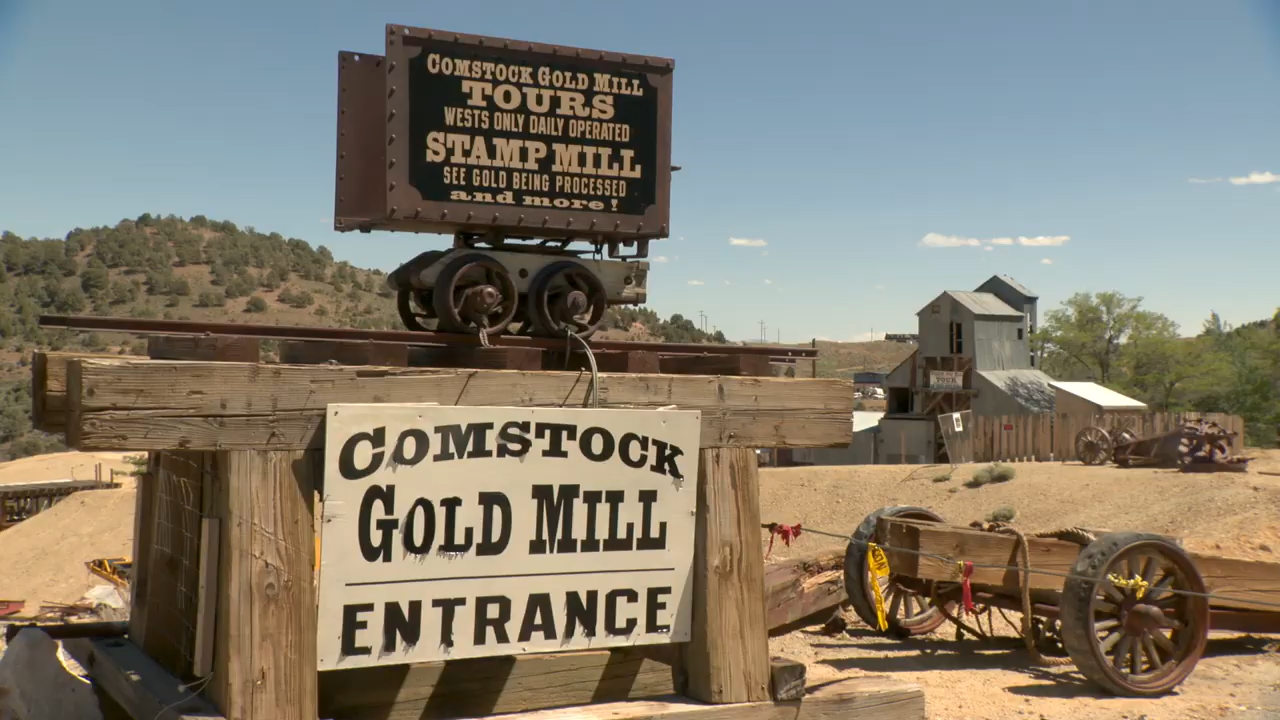 COMSTOCK GOLD MILL
TOURS
WESTS ONLY DAILY OPERATED
STAMP MILL
SEE GOLD BEING PROCESSED
and more!
COMSTOCK
GOLD MILL
ENTRANCE